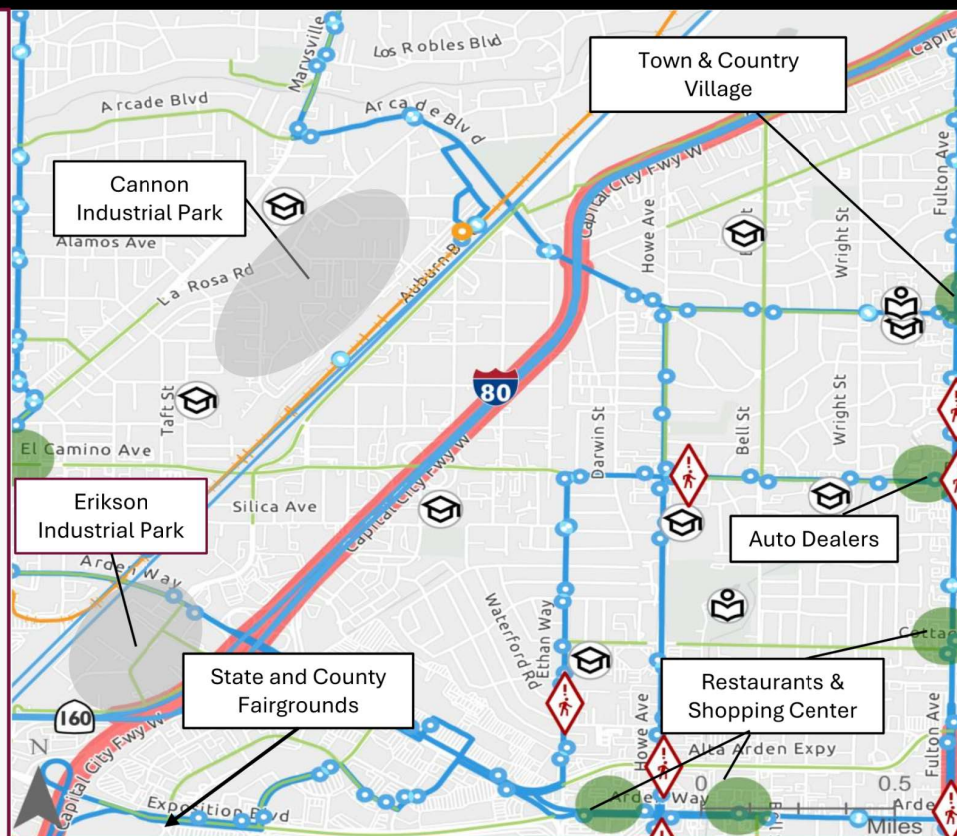 Marysville
Los Robles Blvd
Town & Country
Village
Capit
Arcade Blvd
Arcade Blvd
Capital City Fwy W
Fulton Ave
Cannon
Industrial Park
Howe Ave
Wright St
Alamos Ave
La Rosa Rd
Auburn B
80
Taft St
El Camino Ave
Darwin St
Bell St
Wright St
Capital City Fwy W
Silica Ave
Erikson
Industrial Park
Auto Dealers
Arden Way
Waterford Rd
Ethan Way
Cottag
State and County
Fairgrounds
Restaurants &
Shopping Center
160
N
Capital City Fwy W
Howe Ave
Alta Arden Expy
Fulton Ave
0
0.5
Exposition Blvd
Arden Way
Bell
Arde
Miles